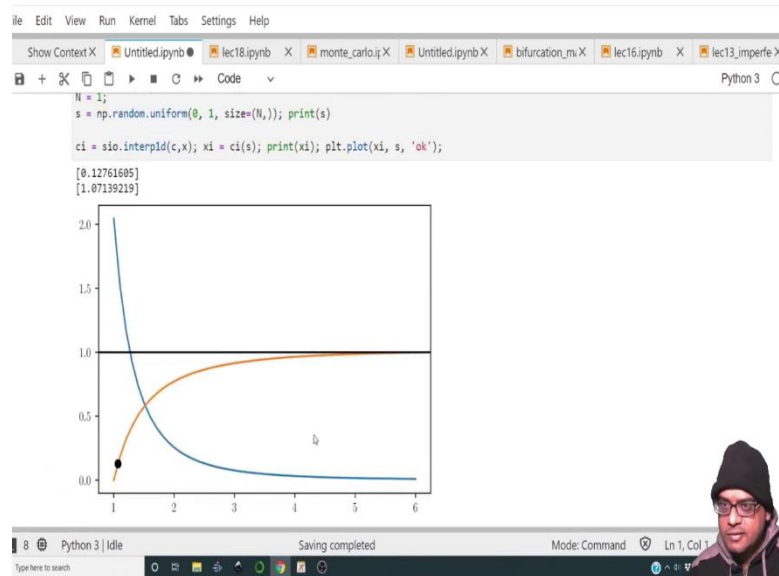 ile Edit View Run Kernel Tabs Settings Help
Show Context X Untitled.ipynb lec18.ipynb X monte_carlo.ip X Untitled.ipynb X bifurcation_m X lec16.ipynb X lec13_imperfe X
Code Python 3
N = 1;
s = np.random.uniform(0, 1, size=(N,)); print(s)
ci = sio.interp1d(c,x); xi = ci(s); print(xi); plt.plot(xi, s, 'ok');
[0.12761605]
[1.07139219]
2.0
1.5
1.0
0.5
0.0
1 2 3 4 5 6
8 Python 3 | Idle Saving completed Mode: Command Ln 1, Col
Type here to search